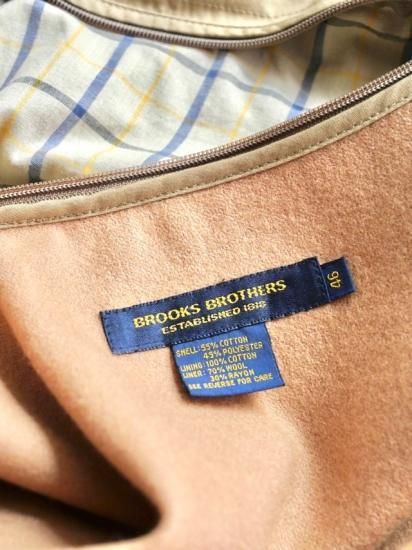 BROOKS BROTHERS
ESTABLISHED 1818
46
SHELL: 55% COTTON
45% POLYESTER
LINING: 100% COTTON
LINER: 70% WOOL
30% RAYON
SEE REVERSE FOR CARE